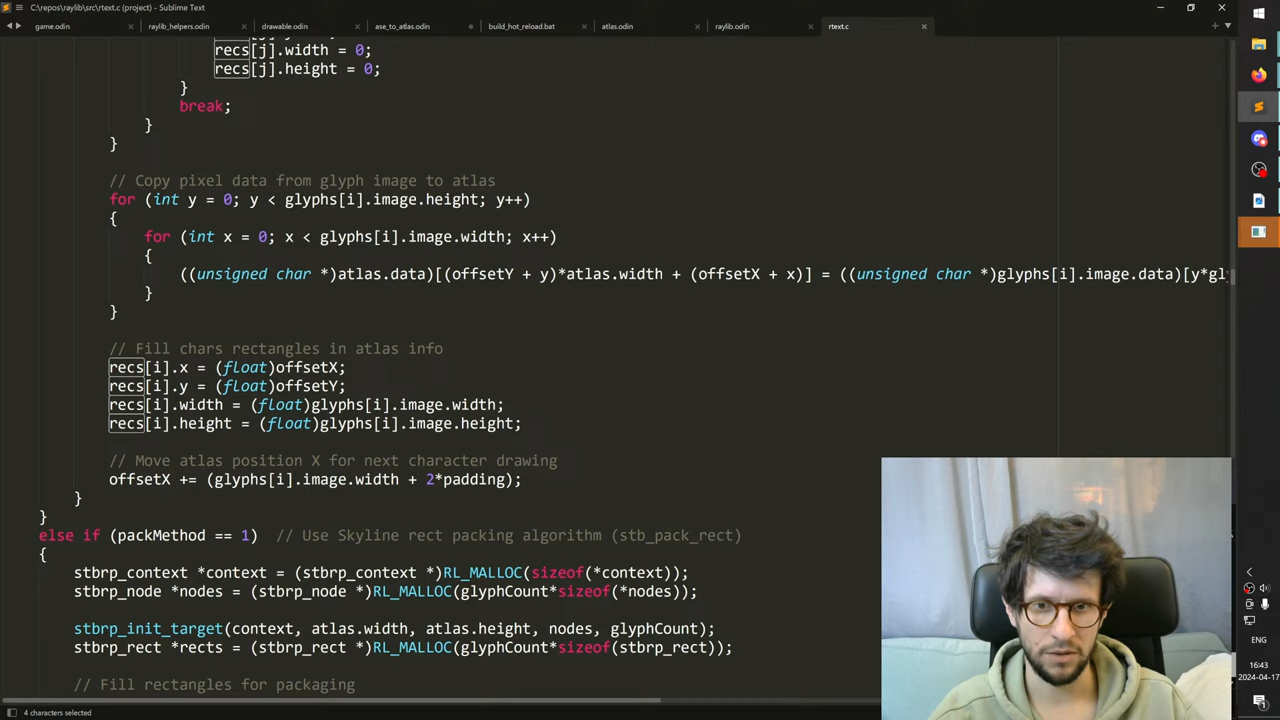 C:\repos\raylib\src\rtext.c (project) - Sublime Text
game.odin
raylib_helpers.odin
drawable.odin
ase_to_atlas.odin
build_hot_reload.bat
atlas.odin
raylib.odin
rtext.c
recs[j].width = 0;
recs[j].height = 0;
}
break;
}
}
// Copy pixel data from glyph image to atlas
for (int y = 0; y < glyphs[i].image.height; y++)
{
for (int x = 0; x < glyphs[i].image.width; x++)
{
((unsigned char *)atlas.data)[(offsetY + y)*atlas.width + (offsetX + x)] = ((unsigned char *)glyphs[i].image.data)[y*gl
}
}
// Fill chars rectangles in atlas info
recs[i].x = (float)offsetX;
recs[i].y = (float)offsetY;
recs[i].width = (float)glyphs[i].image.width;
recs[i].height = (float)glyphs[i].image.height;
// Move atlas position X for next character drawing
offsetX += (glyphs[i].image.width + 2*padding);
}
}
else if (packMethod == 1)  // Use Skyline rect packing algorithm (stb_pack_rect)
{
stbrp_context *context = (stbrp_context *)RL_MALLOC(sizeof(*context));
stbrp_node *nodes = (stbrp_node *)RL_MALLOC(glyphCount*sizeof(*nodes));
stbrp_init_target(context, atlas.width, atlas.height, nodes, glyphCount);
stbrp_rect *rects = (stbrp_rect *)RL_MALLOC(glyphCount*sizeof(stbrp_rect));
// Fill rectangles for packaging
4 characters selected
16:43
2024-04-17